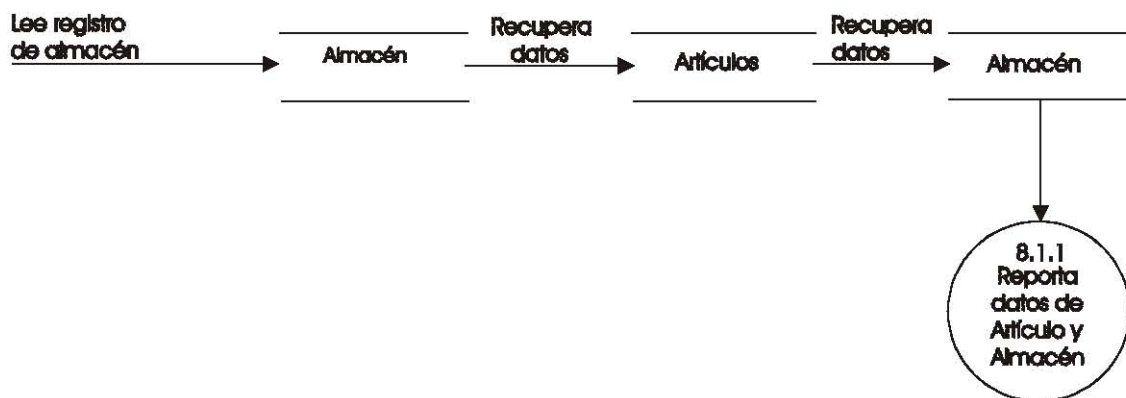 Lee registro
de almacén
Almacén
Recupera
datos
Artículos
Recupera
datos
Almacén
8.1.1
Reporta
datos de
Artículo y
Almacén